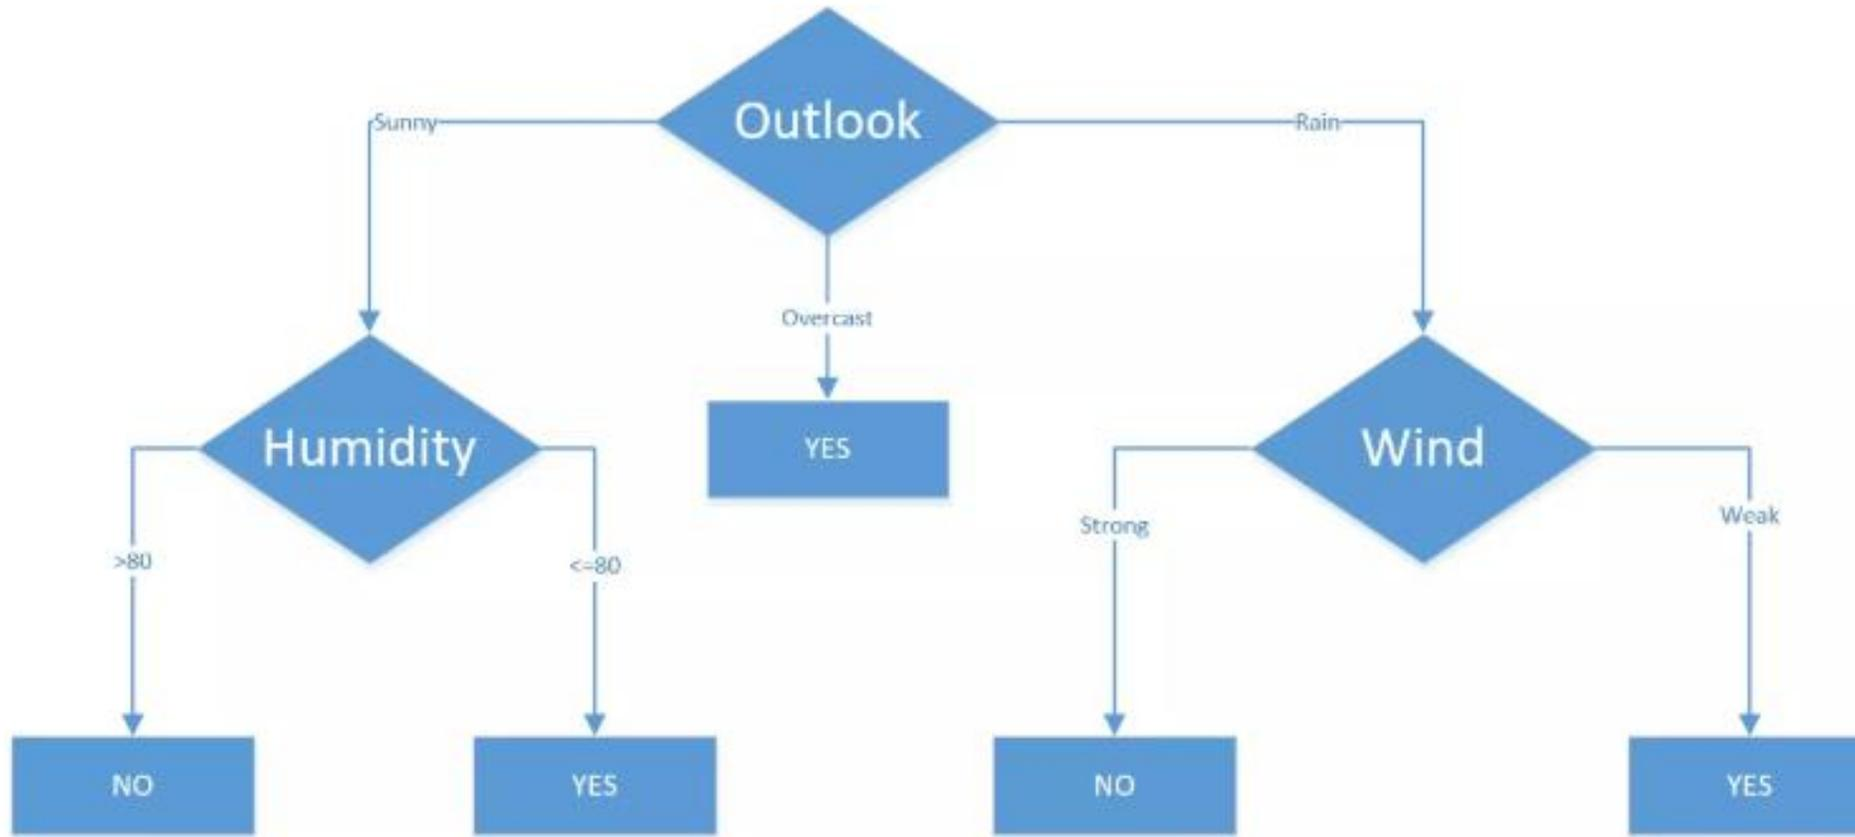 Outlook
Sunny
Rain
Overcast
YES
Humidity
Wind
>80
<=80
Strong
Weak
NO
YES
NO
YES